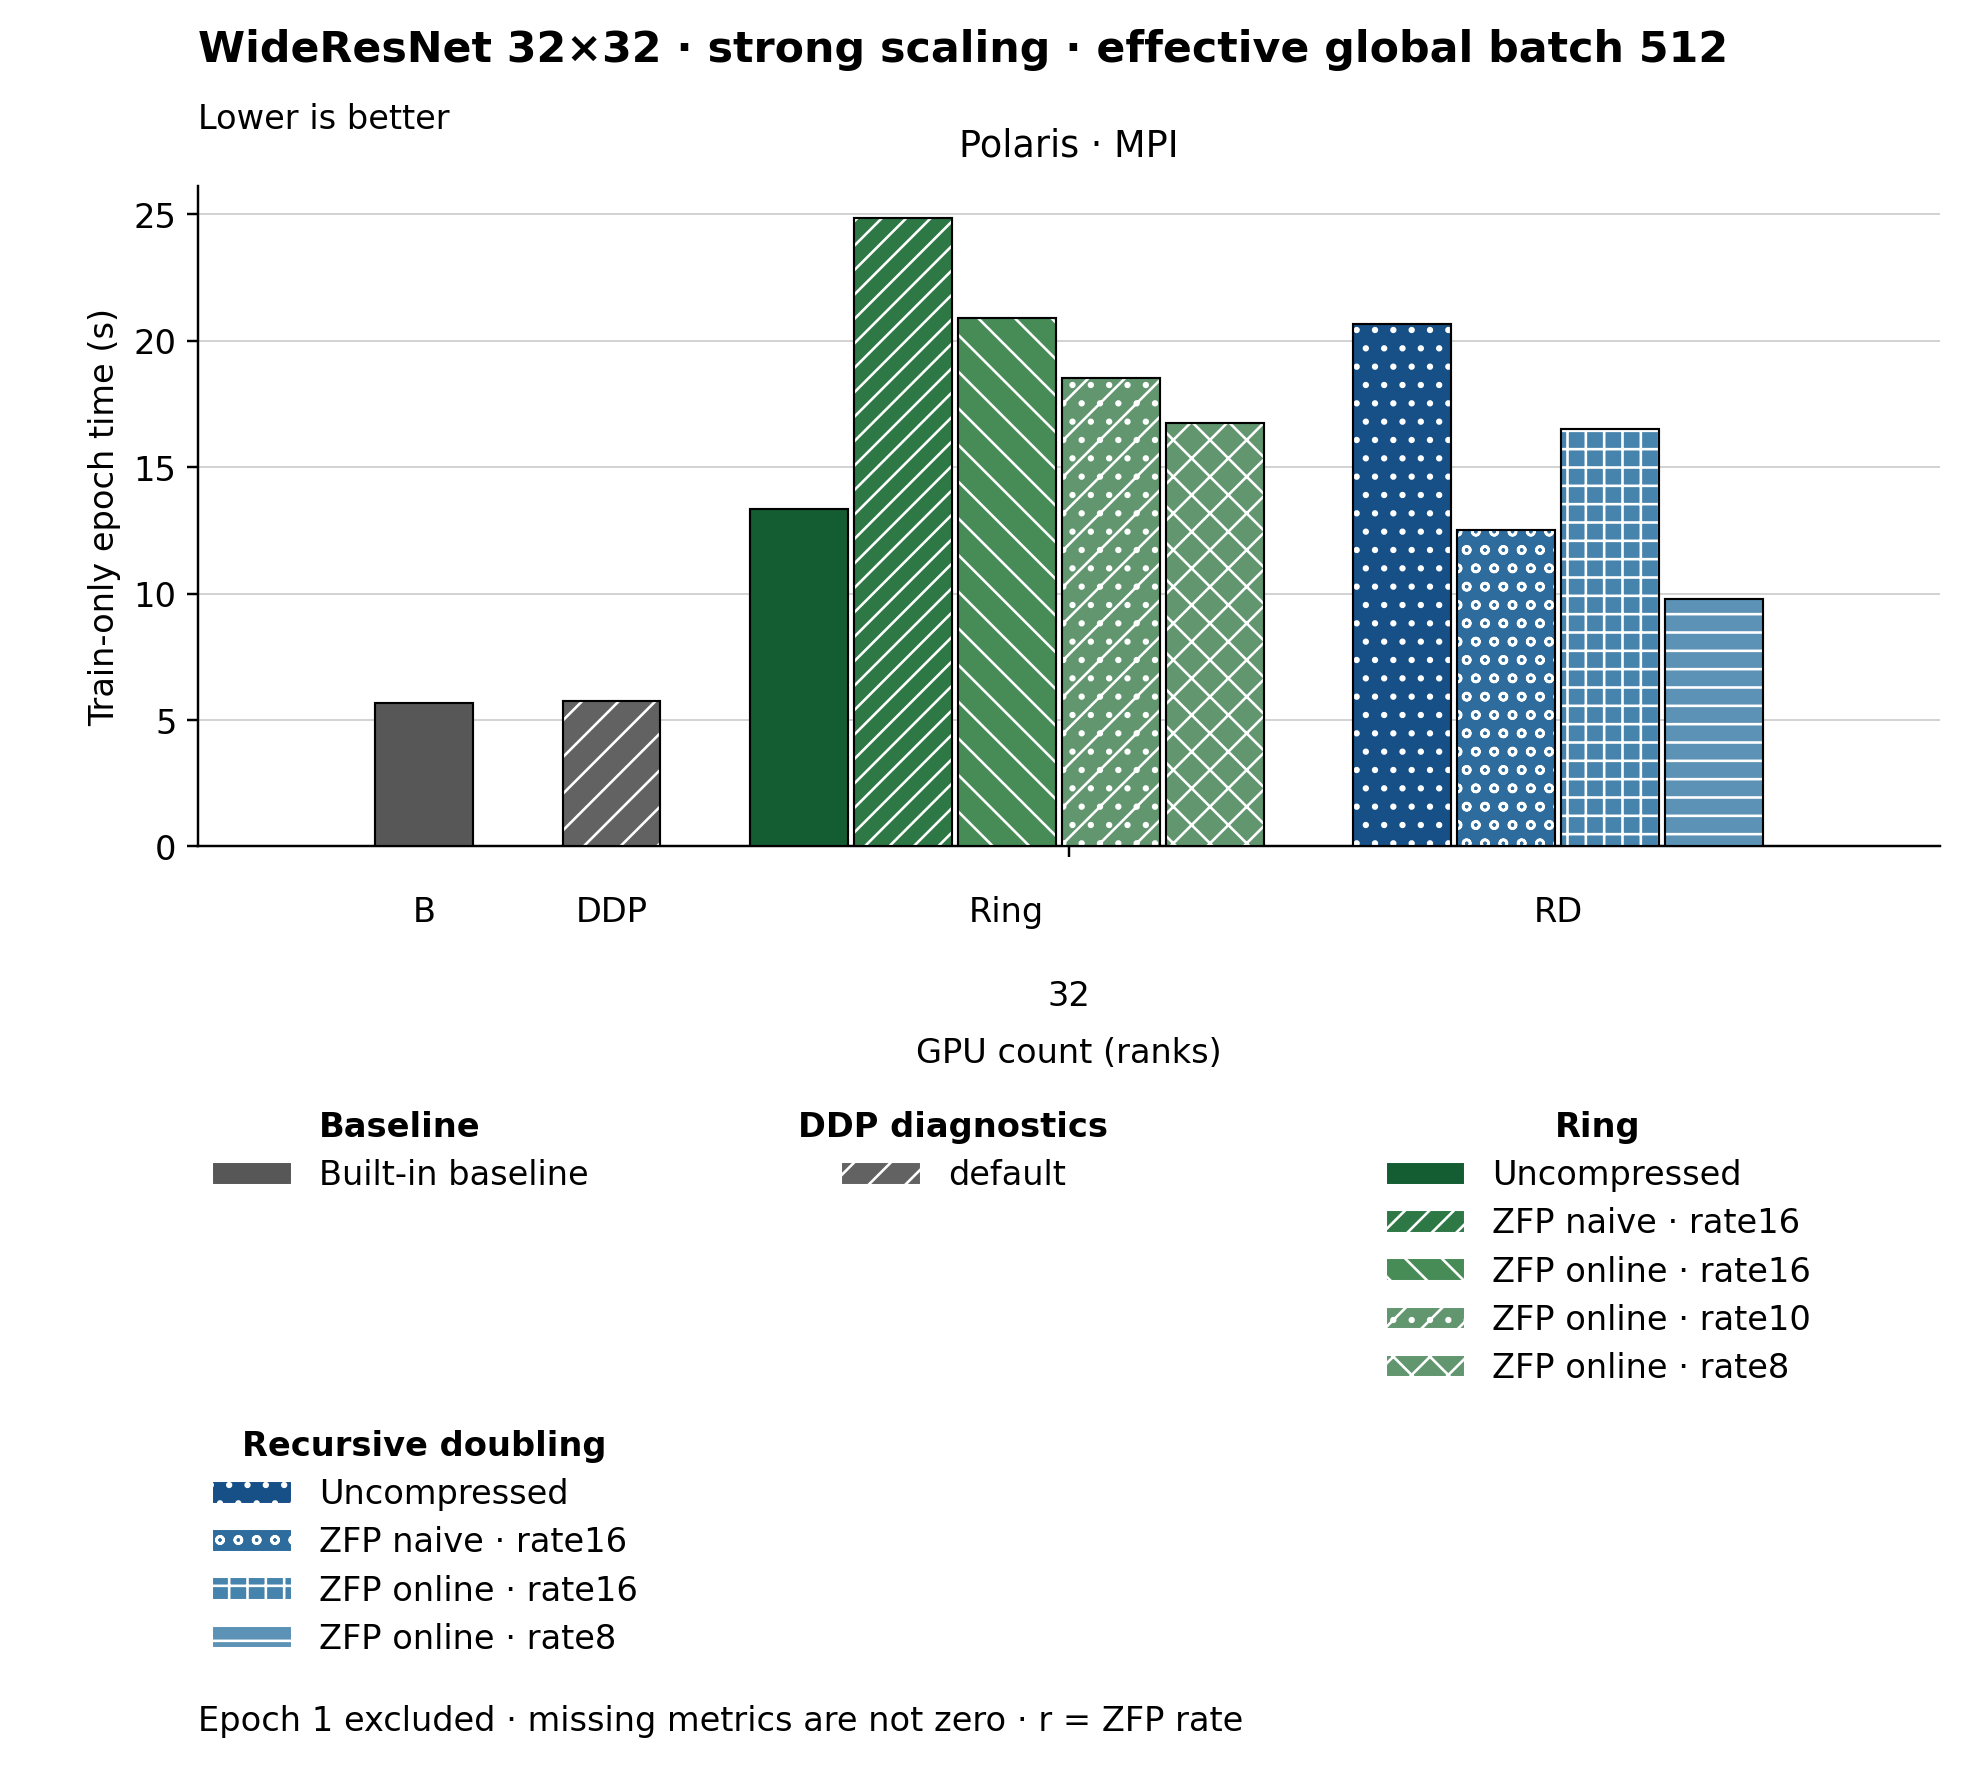 WideResNet 32×32 · strong scaling · effective global batch 512
Lower is better
Polaris · MPI
Train-only epoch time (s)
25
20
15
10
5
0
B
DDP
Ring
RD
32
GPU count (ranks)
Baseline
Built-in baseline
DDP diagnostics
default
Ring
Uncompressed
ZFP naive · rate16
ZFP online · rate16
ZFP online · rate10
ZFP online · rate8
Recursive doubling
Uncompressed
ZFP naive · rate16
ZFP online · rate16
ZFP online · rate8
Epoch 1 excluded · missing metrics are not zero · r = ZFP rate